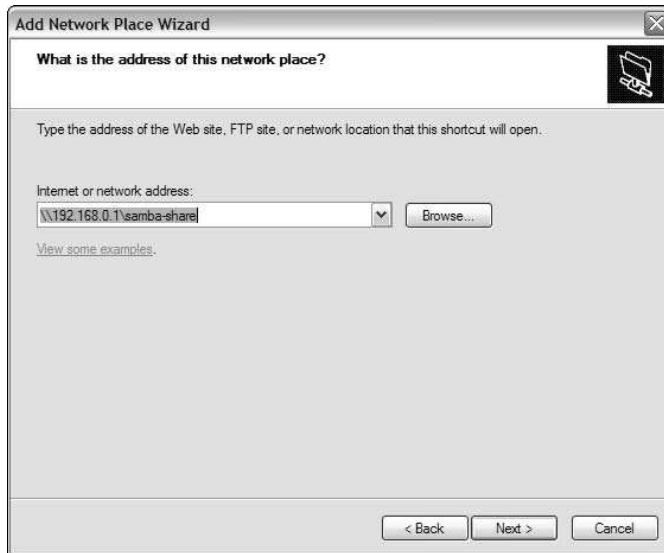 Add Network Place Wizard
What is the address of this network place?
Type the address of the Web site, FTP site, or network location that this shortcut will open.
Internet or network address:
\\192.168.0.1\samba-share
Browse...
View some examples.
< Back
Next >
Cancel